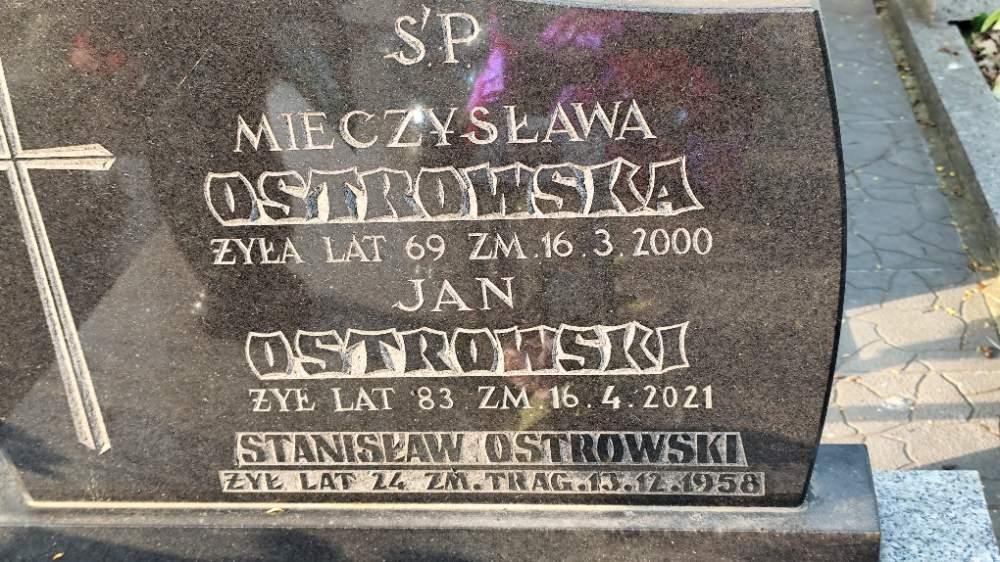 Ś.P.
MIECZYSŁAWA
OSTROWSKA
ŻYŁA LAT 69 ZM. 16. 3. 2000
JAN
OSTROWSKI
ŻYŁ LAT 83 ZM. 16. 4. 2021
STANISŁAW OSTROWSKI
ŻYŁ LAT 24 ZM. TRAG. 13.12.1958